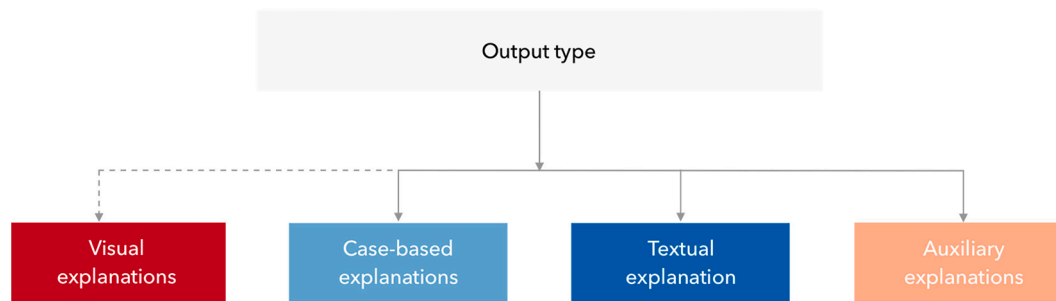 Output type
Visual
explanations
Case-based
explanations
Textual
explanation
Auxiliary
explanations